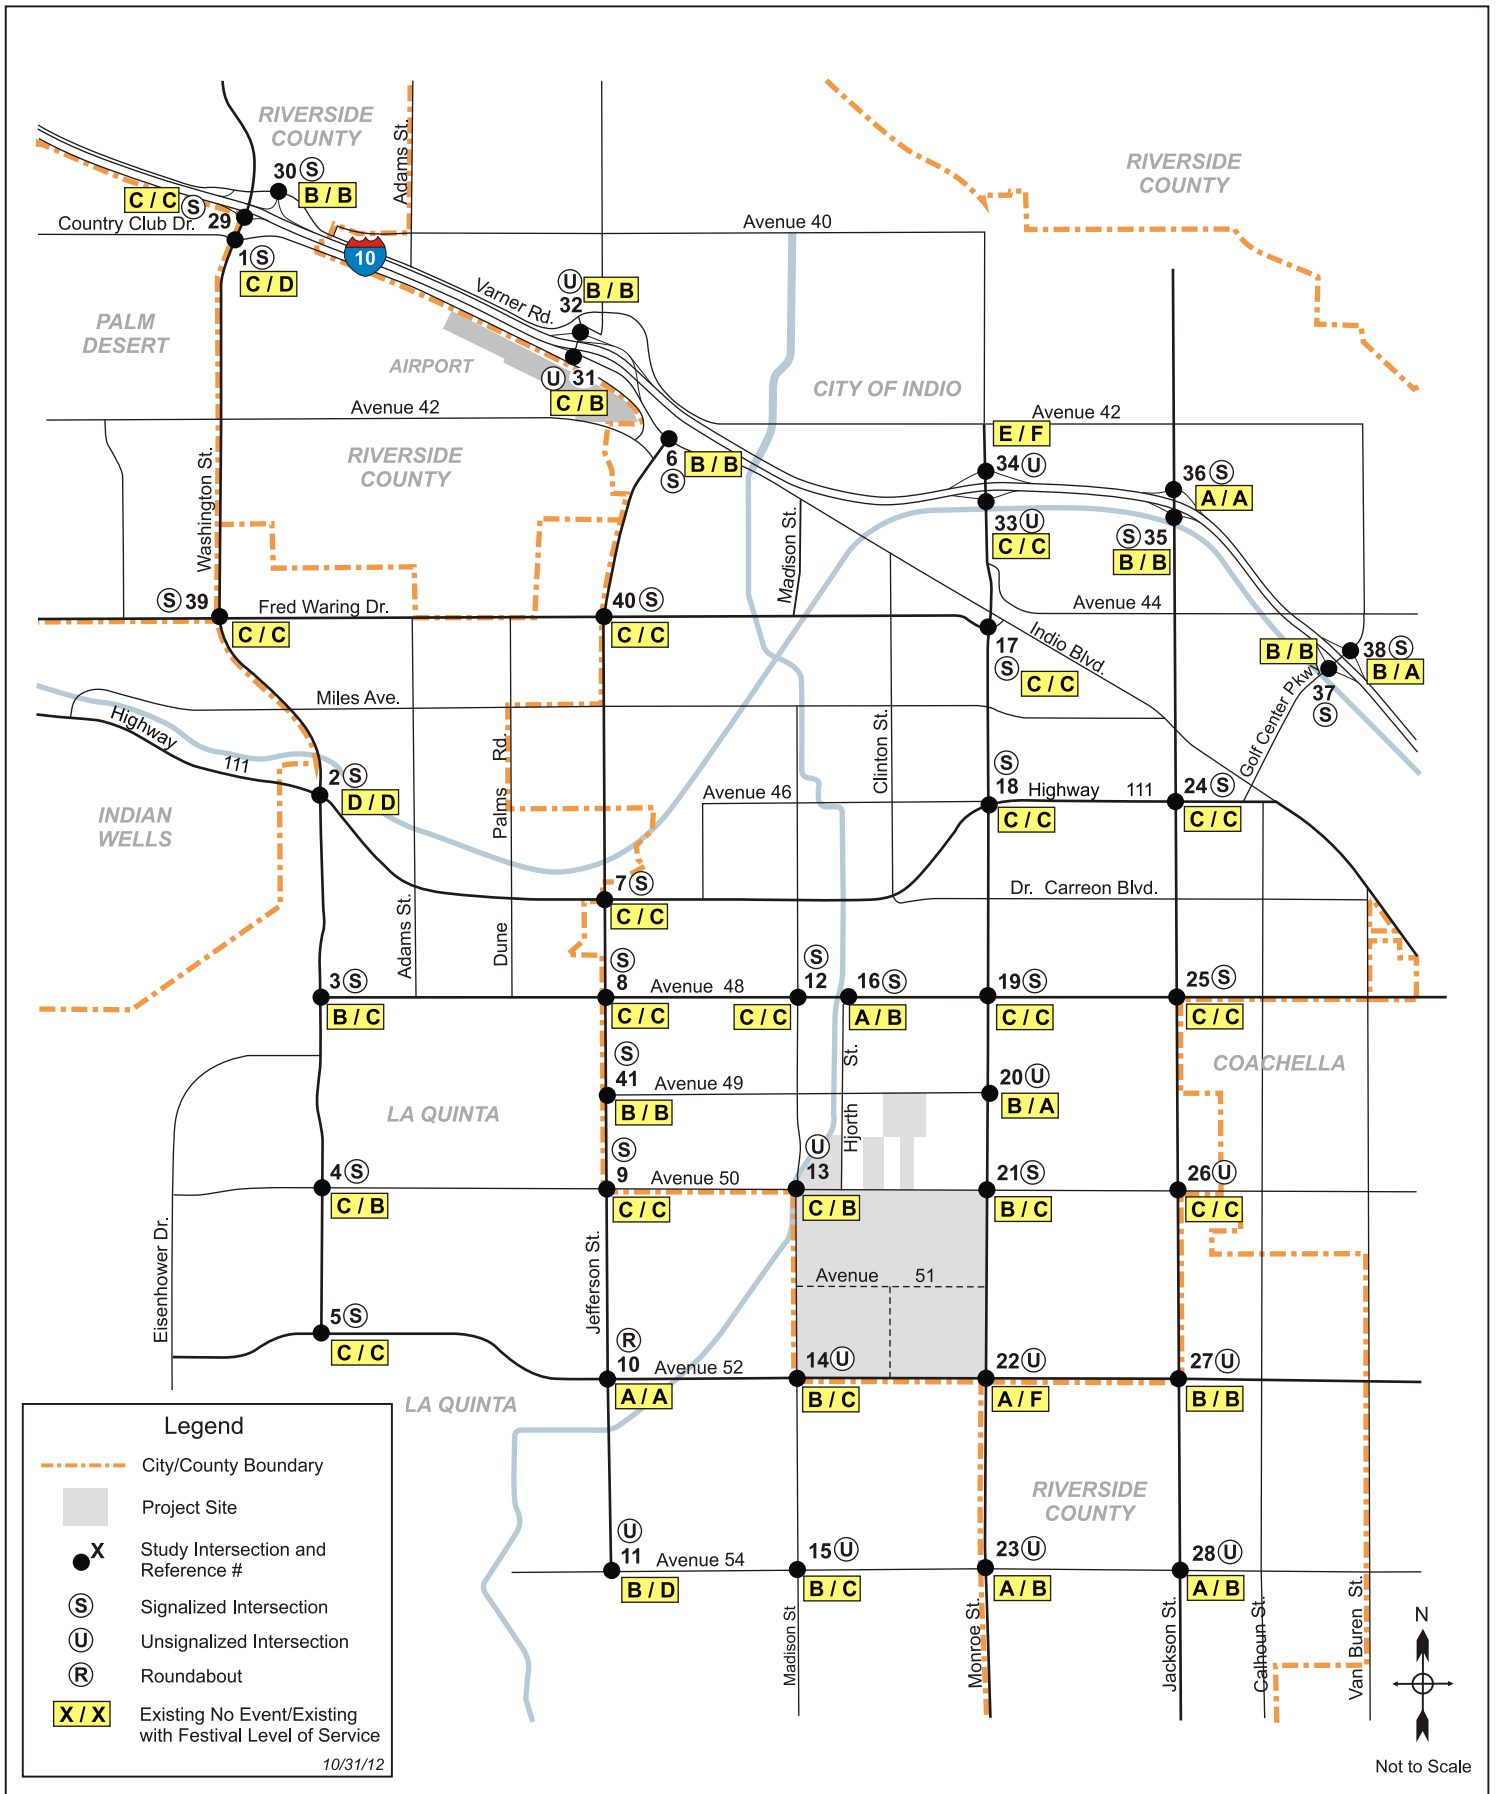 RIVERSIDE
COUNTY
Adams St.
RIVERSIDE
COUNTY
30 S
B / B
C / C S
29
Country Club Dr.
Avenue 40
1 S
C / D
10
U B / B
32
Varner Rd.
PALM
DESERT
AIRPORT
U 31
C / B
CITY OF INDIO
Avenue 42
Avenue 42
E / F
34 U
RIVERSIDE
COUNTY
Washington St.
6
S
B / B
36 S
A / A
Madison St.
33 U
C / C
S 35
B / B
S 39
Fred Waring Dr.
C / C
40 S
C / C
Avenue 44
Indio Blvd.
17
S
C / C
B / B
38 S
B / A
37
S
Golf Center Pkwy
Miles Ave.
Highway
111
Palms Rd.
Clinton St.
2 S
D / D
INDIAN
WELLS
Avenue 46
S
18
Highway 111
C / C
24 S
C / C
7 S
C / C
Dr. Carreon Blvd.
Adams St.
Dune
3 S
B / C
S
8
Avenue 48
C / C
S
12
C / C
16 S
A / B
19 S
C / C
25 S
C / C
St.
Hjorth
S
41
Avenue 49
B / B
20 U
B / A
COACHELLA
LA QUINTA
S
9
Avenue 50
C / C
U
13
C / B
4 S
C / B
21 S
B / C
26 U
C / C
Eisenhower Dr.
Jefferson St.
Avenue 51
5 S
C / C
R
10
Avenue 52
A / A
14 U
B / C
22 U
A / F
27 U
B / B
LA QUINTA
RIVERSIDE
COUNTY
U
11
Avenue 54
B / D
15 U
B / C
23 U
A / B
28 U
A / B
Madison St
Monroe St.
Jackson St.
Calhoun St.
Van Buren St.
Legend
City/County Boundary
Project Site
X
Study Intersection and
Reference #
S Signalized Intersection
U Unsignalized Intersection
R Roundabout
X / X Existing No Event/Existing
with Festival Level of Service
10/31/12
N
Not to Scale